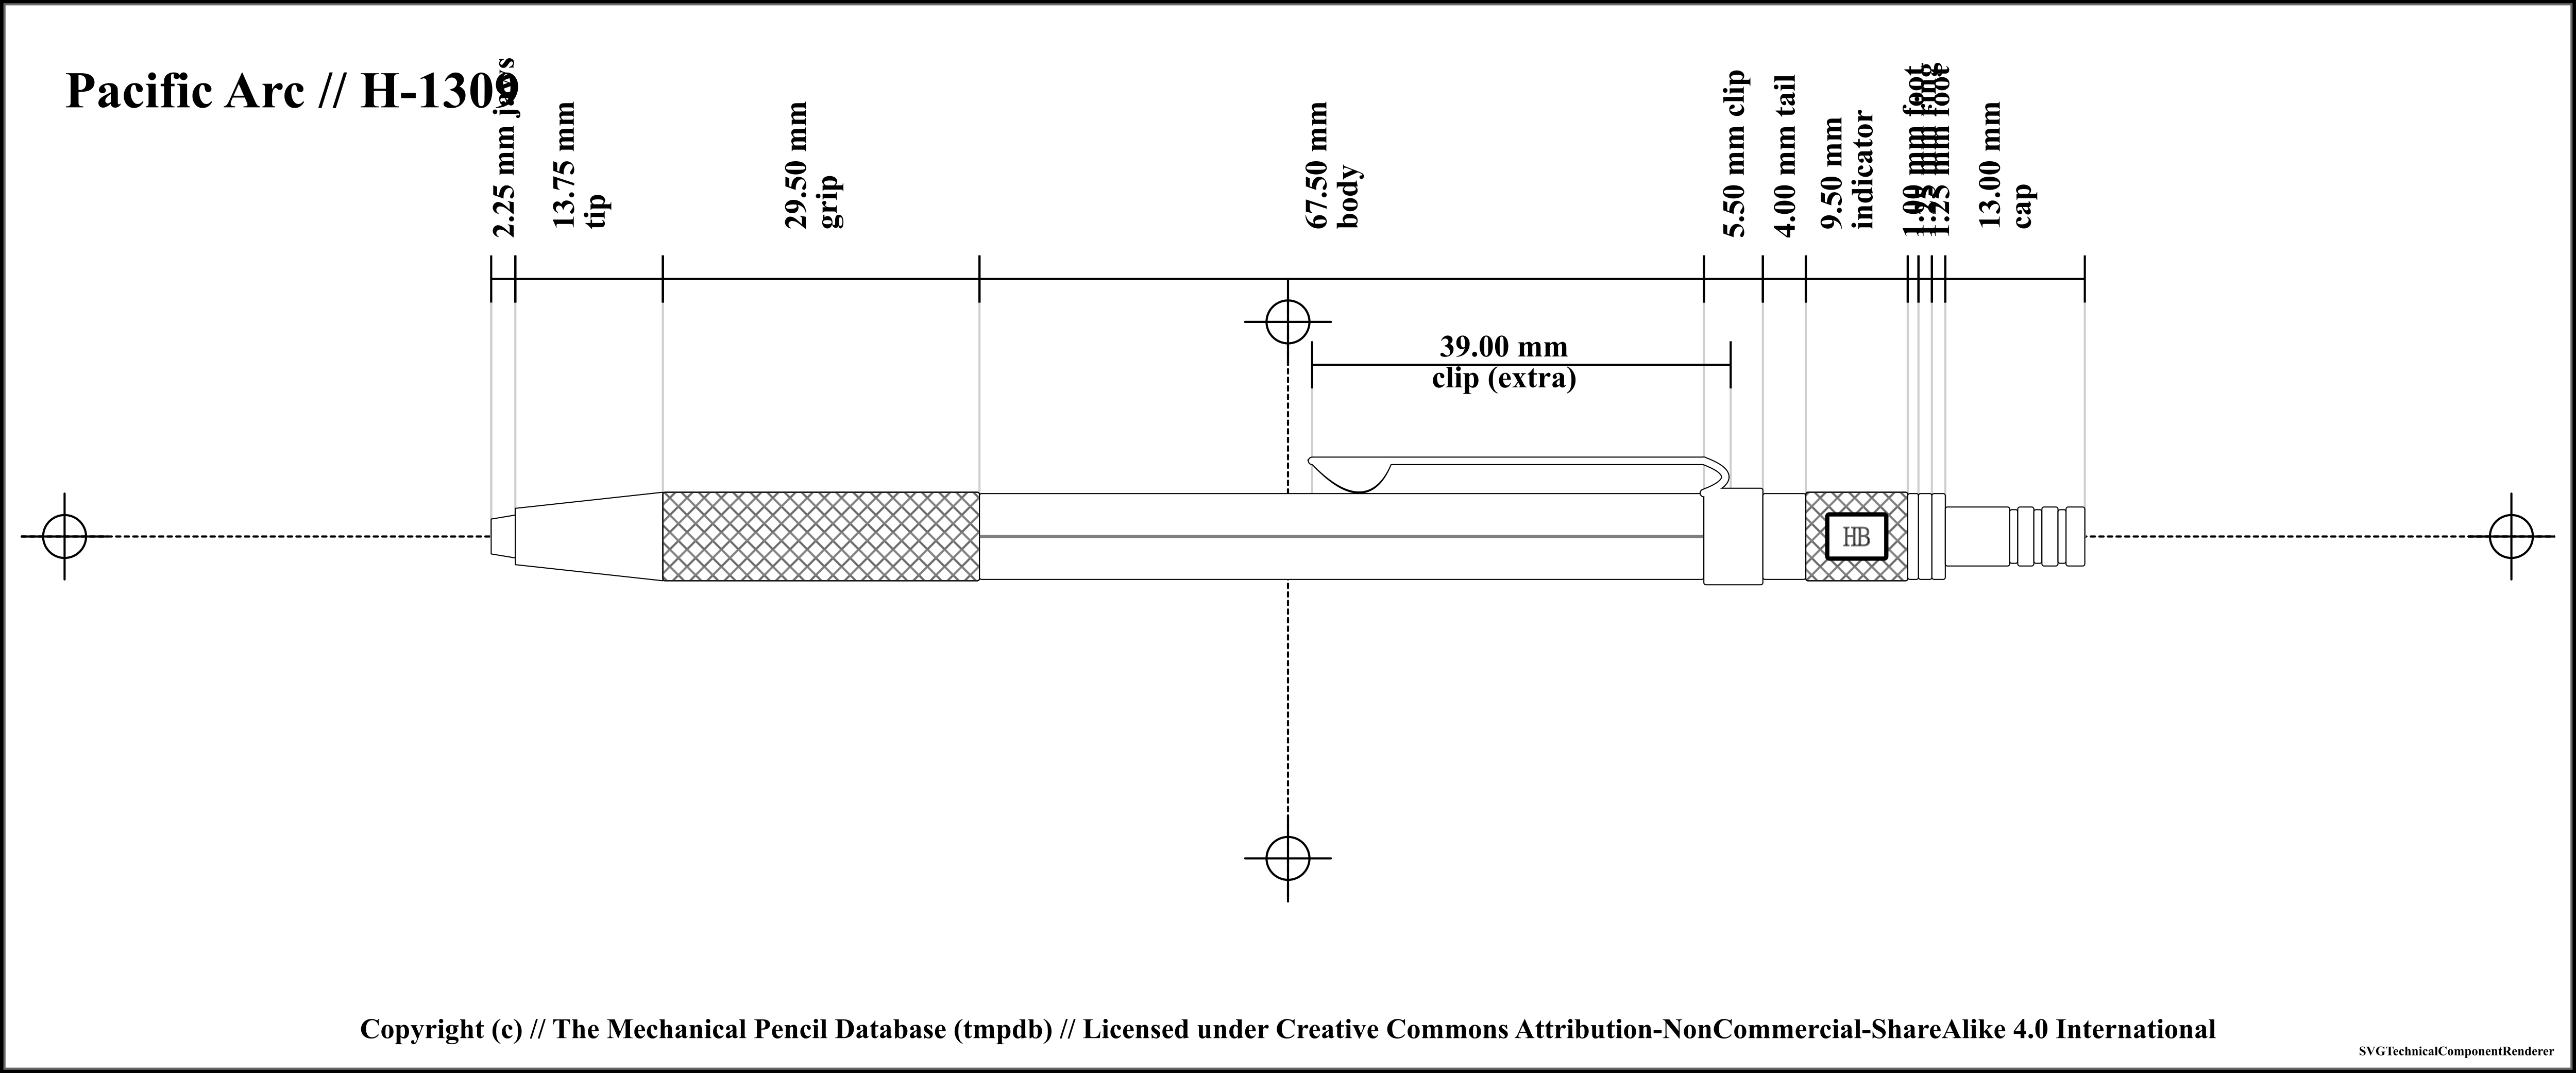 Pacific Arc // H-1309
2.25 mm jaws
13.75 mm
tip
29.50 mm
grip
67.50 mm
body
5.50 mm clip
4.00 mm tail
9.50 mm
indicator
1.00 mm foot
1.25 mm ring
1.25 mm foot
13.00 mm
cap
39.00 mm
clip (extra)
HB
Copyright (c) // The Mechanical Pencil Database (tmpdb) // Licensed under Creative Commons Attribution-NonCommercial-ShareAlike 4.0 International
SVGTechnicalComponentRenderer